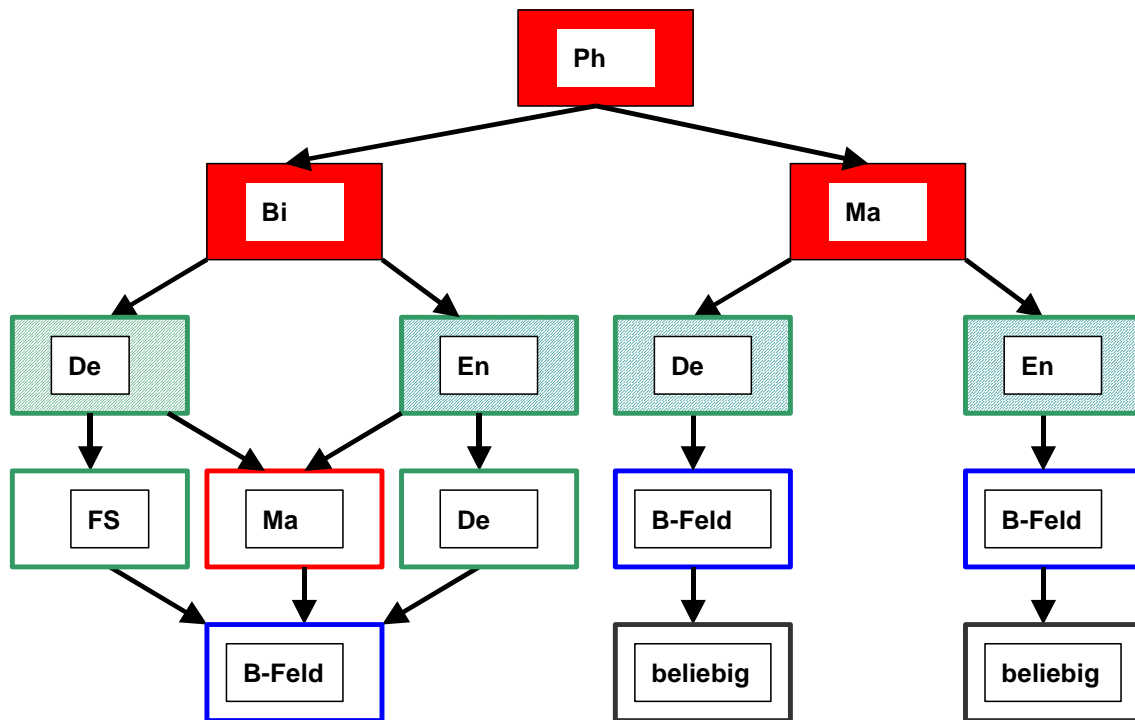 Ph
Bi
Ma
De
En
De
En
FS
Ma
De
B-Feld
B-Feld
B-Feld
beliebig
beliebig